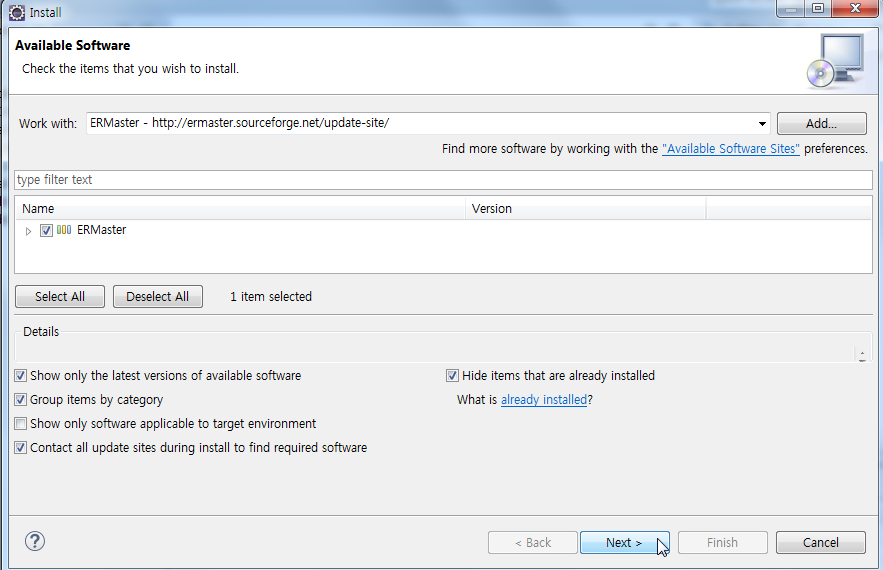 Install
Available Software
Check the items that you wish to install.
Work with: ERMaster - http://ermaster.sourceforge.net/update-site/ Add...
Find more software by working with the "Available Software Sites" preferences.
type filter text
Name Version
ERMaster
Select All Deselect All 1 item selected
Details
Show only the latest versions of available software Hide items that are already installed
Group items by category What is already installed?
Show only software applicable to target environment
Contact all update sites during install to find required software
? < Back Next > Finish Cancel